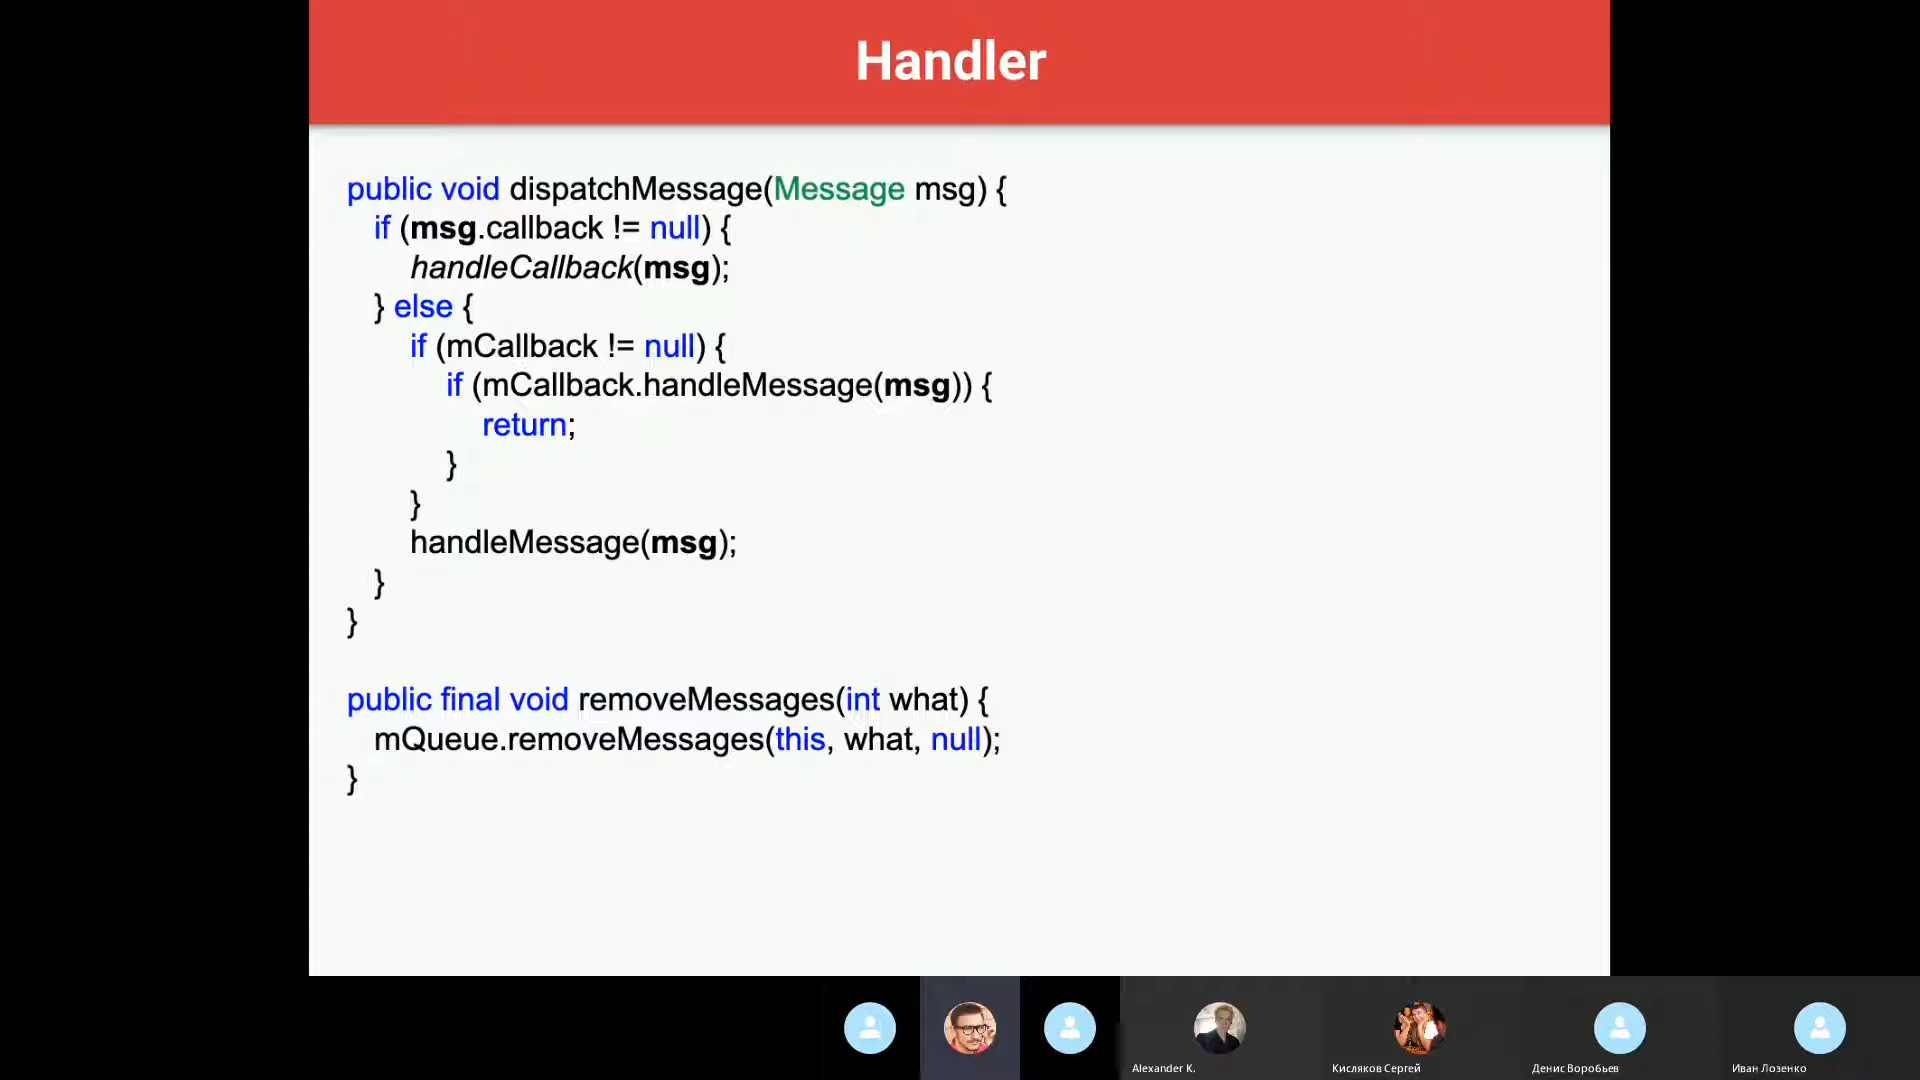 Handler
public void dispatchMessage(Message msg) {
if (msg.callback != null) {
handleCallback(msg);
} else {
if (mCallback != null) {
if (mCallback.handleMessage(msg)) {
return;
}
}
handleMessage(msg);
}
}
public final void removeMessages(int what) {
mQueue.removeMessages(this, what, null);
}
Alexander K.
Кисляков Сергей
Денис Воробьев
Иван Лозенко